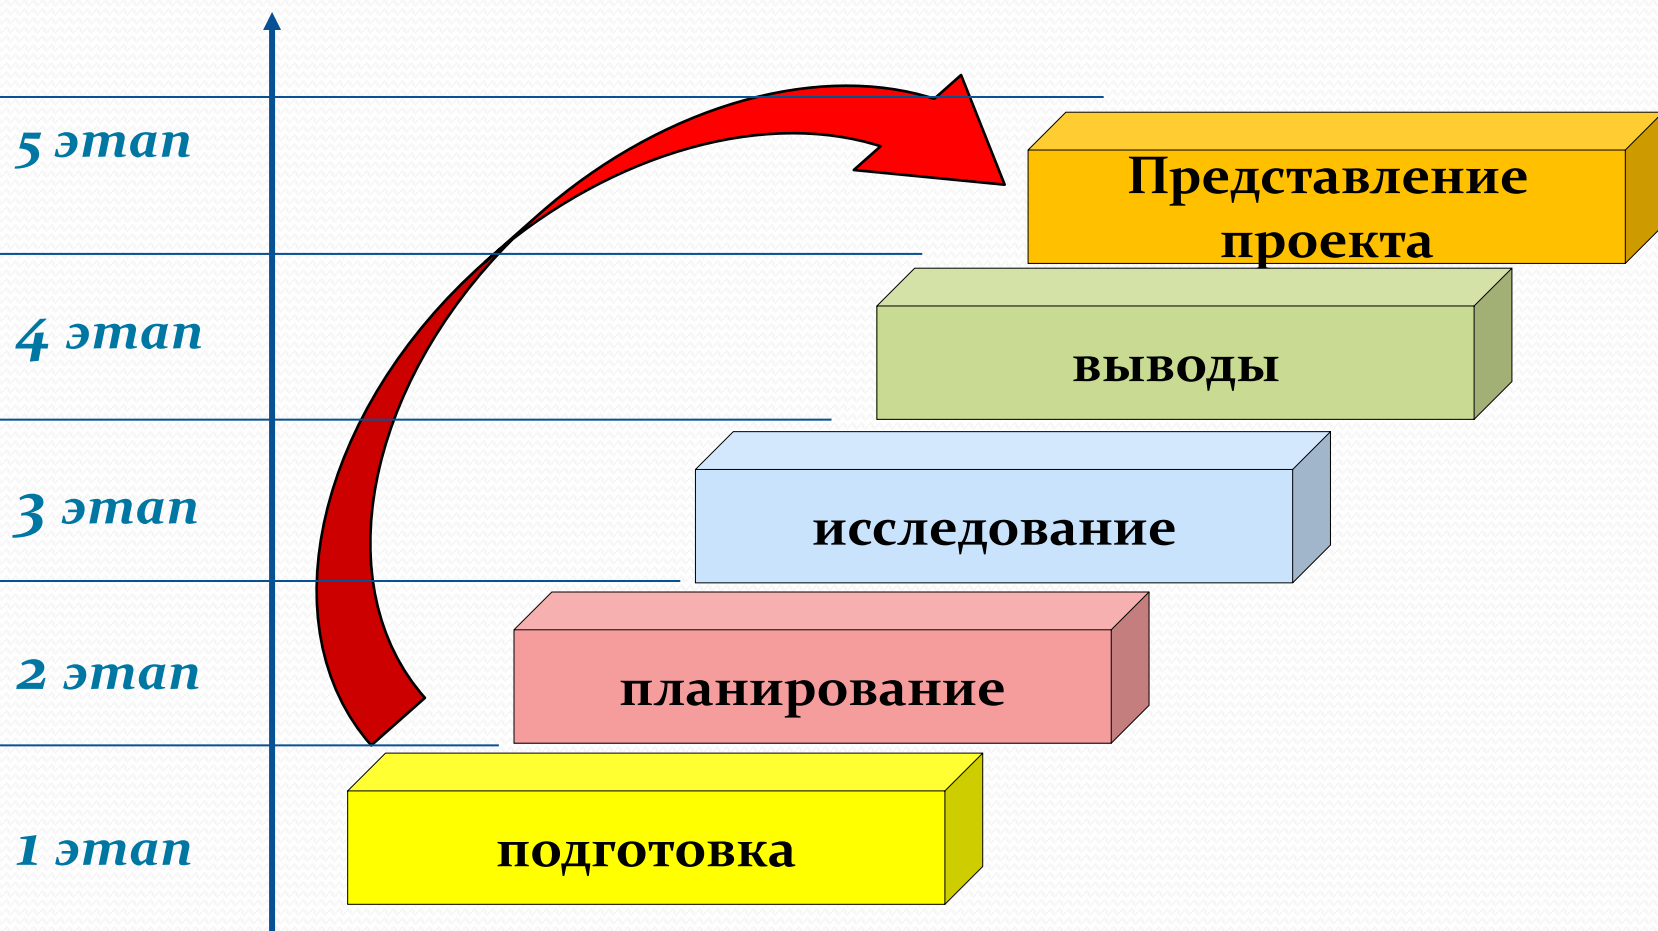 5 этап
Представление
проекта
4 этап
выводы
3 этап
исследование
2 этап
планирование
1 этап
подготовка